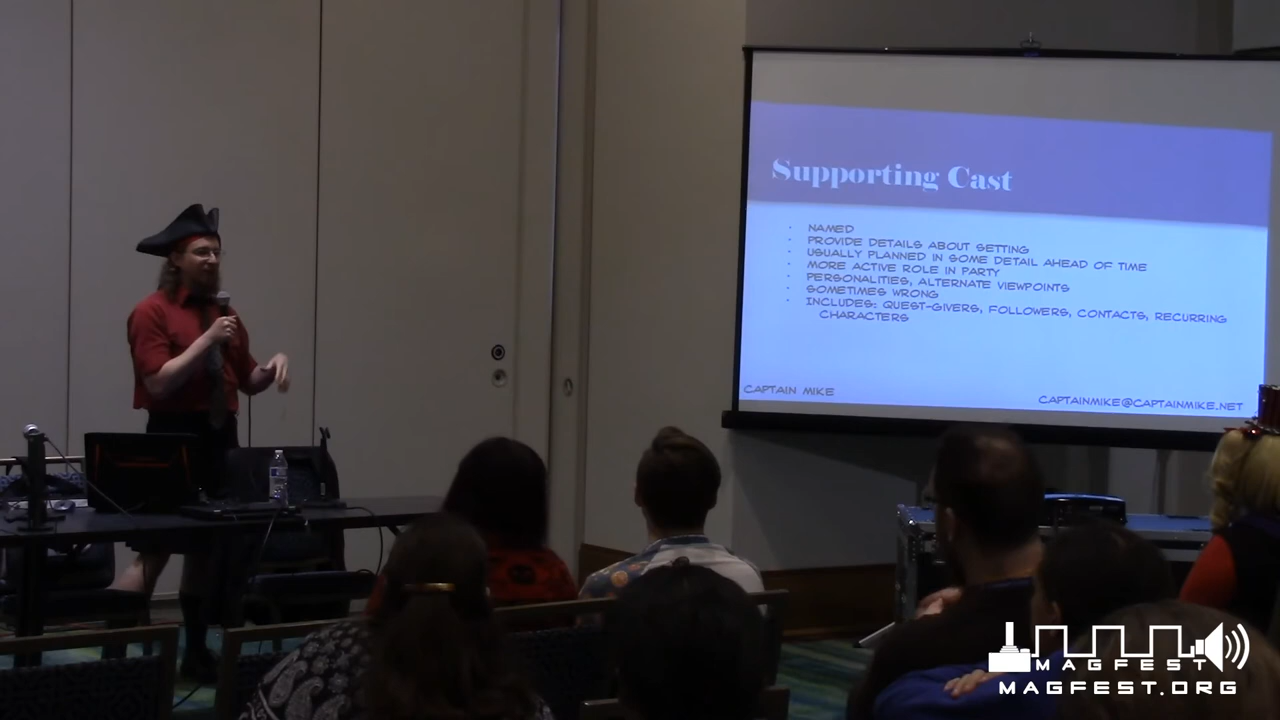 Supporting Cast
· NAMED
· PROVIDE DETAILS ABOUT SETTING
· USUALLY PLANNED IN SOME DETAIL AHEAD OF TIME
· MORE ACTIVE ROLE IN PARTY
· PERSONALITIES, ALTERNATE VIEWPOINTS
· SOMETIMES WRONG
· INCLUDES: QUEST-GIVERS, FOLLOWERS, CONTACTS, RECURRING
CHARACTERS
CAPTAIN MIKE
CAPTAINMIKE@CAPTAINMIKE.NET
MAGFEST
MAGFEST.ORG